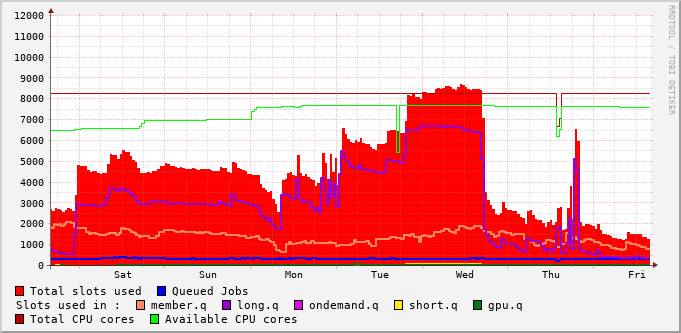 RRDTOOL / TOBI OETIKER
12000
11000
10000
9000
8000
7000
6000
5000
4000
3000
2000
1000
0
Sat Sun Mon Tue Wed Thu Fri
Total slots used Queued Jobs
Slots used in : member.q long.q ondemand.q short.q gpu.q
Total CPU cores Available CPU cores